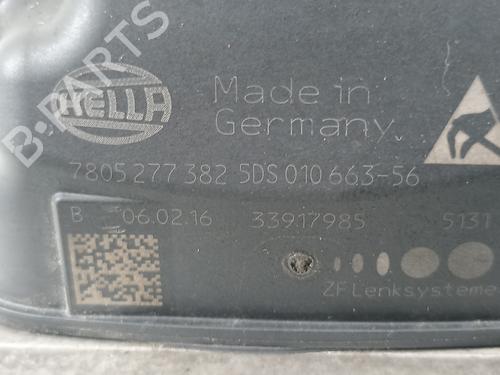 B-PARTS
HELLA
Made in
Germany
7805 277 382 5DS 010 663-56
B 06.02.16 33917985 5131
ZF Lenksysteme